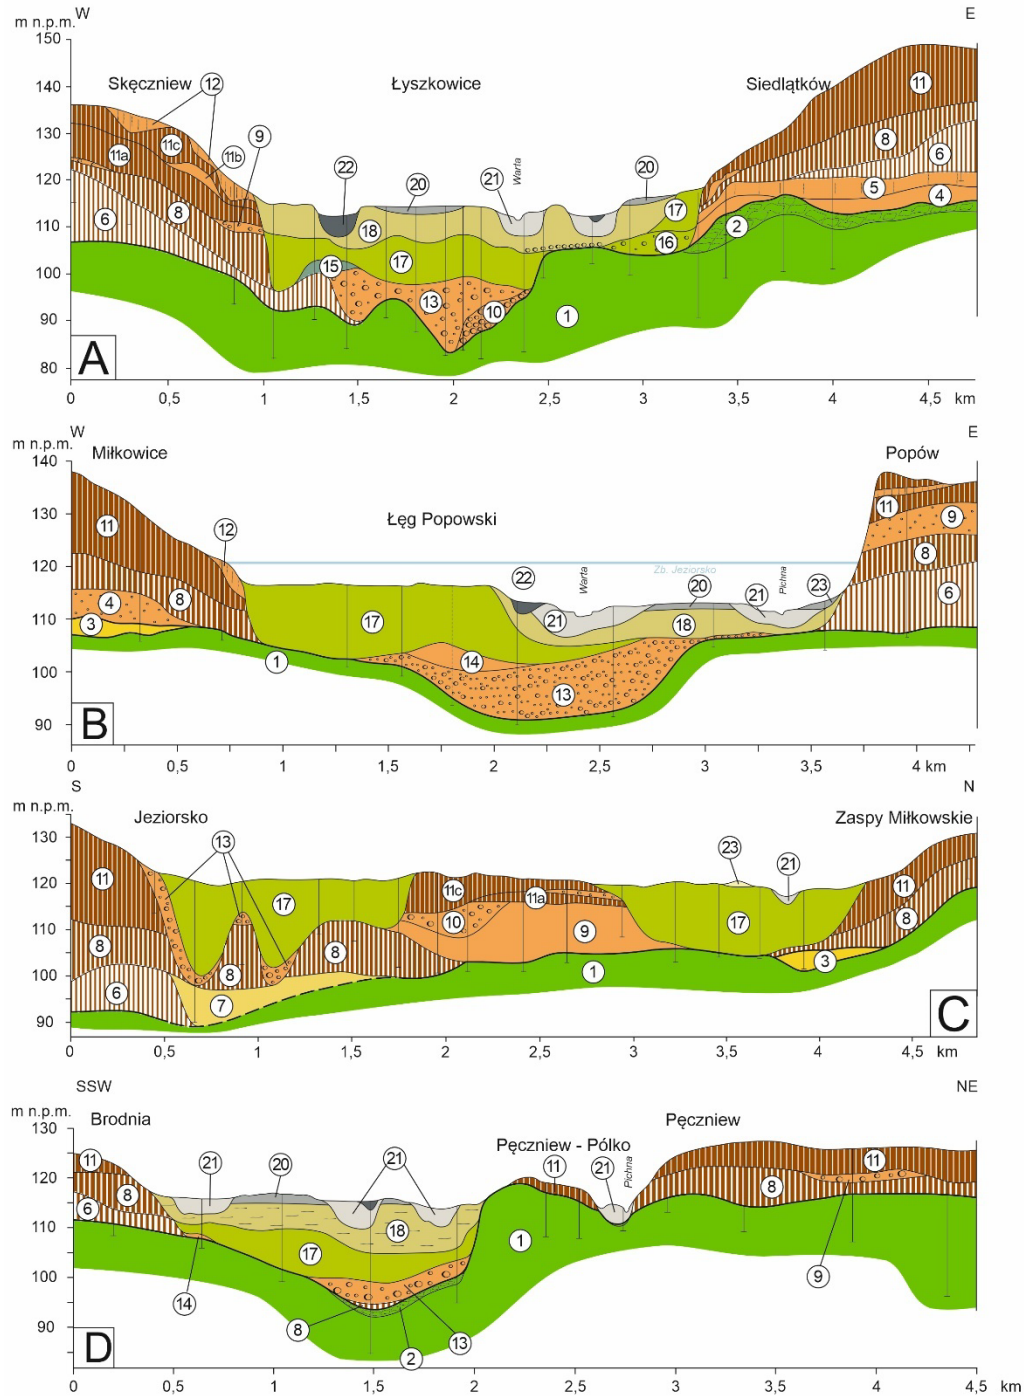 W E
m n.p.m.
150
Skęczniew Łyszkowice Siedlątków
140 12 11
130 9 11c 8
11a 11b 6
120 22 20 21 Warta 20 5
8 17 4
110 6 18 16 2
100 15 17
13 10 1
90
80
A
0 0,5 1 1,5 2 2,5 3 3,5 4 4,5 km
W E
m n.p.m.
140 Miłkowice Popów
130 11 12 Łęg Popowski 11 9
8
120 22 Warta Zb. Jeziorsko 20 Pichna 23
4 8 21 21 6
110 3 17 18
100 1 14
13
90
B
0 0,5 1 1,5 2 2,5 3 3,5 4 km
S N
m n.p.m.
130 Jeziorsko Zaspy Miłkowskie
13 23 21
120 11 17 11c 11a 11
10 17
110 8 8 8 9 8
3
100 6 7 1
90
C
0 0,5 1 1,5 2 2,5 3 3,5 4 4,5 km
SSW NE
m n.p.m.
130 Brodnia Pęczniew
Pęczniew - Pólko
120 11 21 20 21 11 21 Pichna 11
8 8
110 6 18 1
17
100 14 9
90 8 2 13
D
0 0,5 1 1,5 2 2,5 3 3,5 4 4,5 km